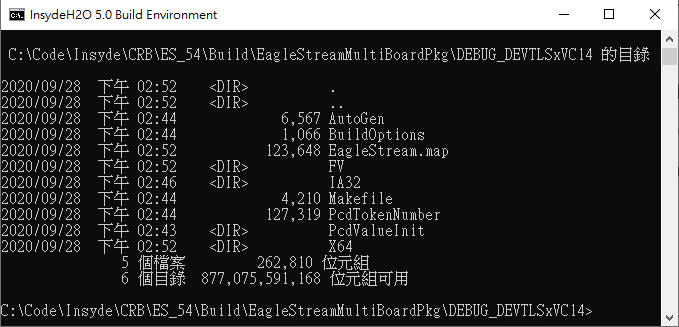 InsydeH2O 5.0 Build Environment
C:\Code\Insyde\CRB\ES_54\Build\EagleStreamMultiBoardPkg\DEBUG_DEVTLSxVC14 的目錄
2020/09/28  下午 02:52    <DIR>          .
2020/09/28  下午 02:52    <DIR>          ..
2020/09/28  下午 02:44             6,567 AutoGen
2020/09/28  下午 02:44             1,066 BuildOptions
2020/09/28  下午 02:52           123,648 EagleStream.map
2020/09/28  下午 02:52    <DIR>          FV
2020/09/28  下午 02:46    <DIR>          IA32
2020/09/28  下午 02:44             4,210 Makefile
2020/09/28  下午 02:44           127,319 PcdTokenNumber
2020/09/28  下午 02:43    <DIR>          PcdValueInit
2020/09/28  下午 02:52    <DIR>          X64
5 個檔案         262,810 位元組
6 個目錄  877,075,591,168 位元組可用
C:\Code\Insyde\CRB\ES_54\Build\EagleStreamMultiBoardPkg\DEBUG_DEVTLSxVC14>